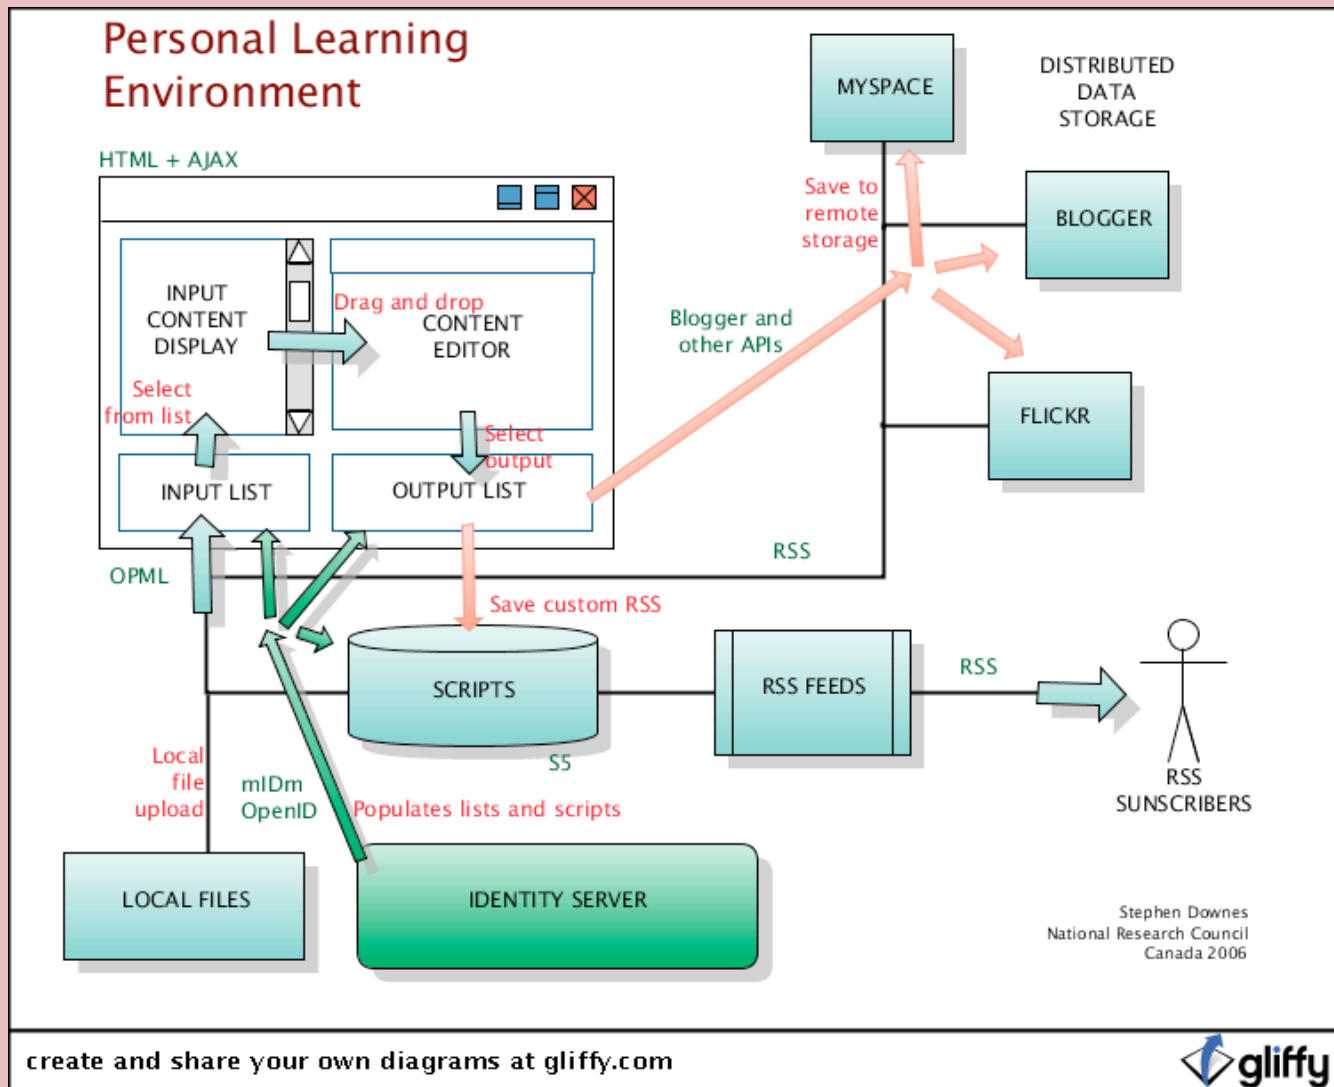 Personal Learning
Environment
HTML + AJAX
INPUT
CONTENT
DISPLAY
Drag and drop
CONTENT
EDITOR
Select
from list
Select
output
INPUT LIST
OUTPUT LIST
OPML
MYSPACE
DISTRIBUTED
DATA
STORAGE
Save to
remote
storage
BLOGGER
Blogger and
other APIs
FLICKR
RSS
Save custom RSS
SCRIPTS
S5
RSS FEEDS
RSS
RSS
SUNSCRIBERS
Local
file
upload
mIDm
OpenID
Populates lists and scripts
LOCAL FILES
IDENTITY SERVER
Stephen Downes
National Research Council
Canada 2006
create and share your own diagrams at gliffy.com
gliffy